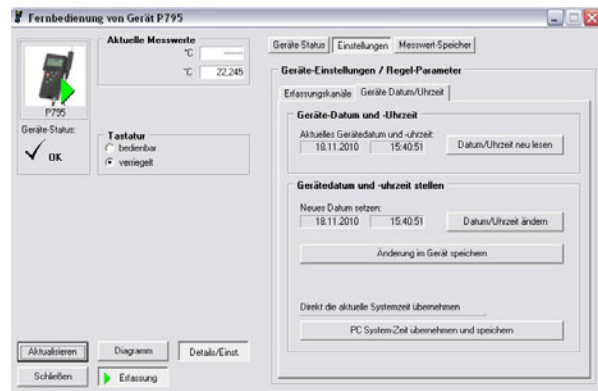 Fernbedienung von Gerät P795
Aktuelle Messwerte
°C ------
°C 22,245
P795
Geräte-Status:
OK
Tastatur
bedienbar
verriegelt
Aktualisieren
Diagramm
Details/Einst.
Schließen
Erfassung
Geräte-Status
Einstellungen
Messwert-Speicher
Geräte-Einstellungen / Regel-Parameter
Erfassungskanäle
Geräte Datum/Uhrzeit
Geräte-Datum und -Uhrzeit
Aktuelles Gerätedatum und -uhrzeit:
18.11.2010 15:40:51
Datum/Uhrzeit neu lesen
Gerätedatum und -uhrzeit stellen
Neues Datum setzen:
18.11.2010 15:40:51
Datum/Uhrzeit ändern
Änderung im Gerät speichern
Direkt die aktuelle Systemzeit übernehmen
PC System-Zeit übernehmen und speichern